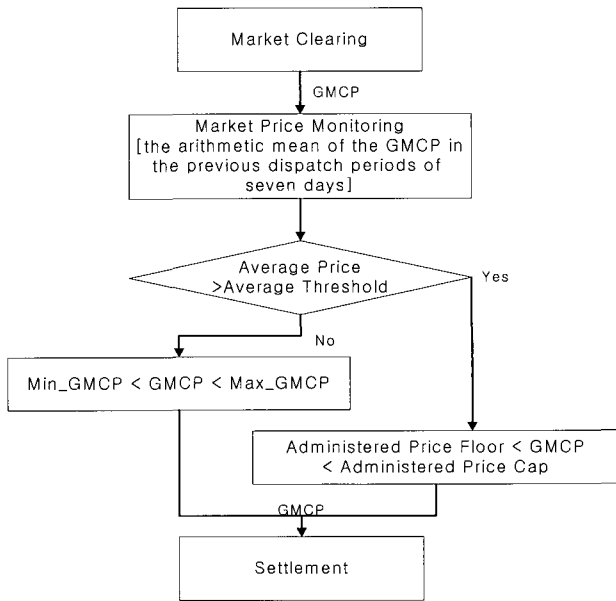 Market Clearing
GMCP
Market Price Monitoring
[the arithmetic mean of the GMCP in
the previous dispatch periods of
seven days]
Average Price
>Average Threshold
Yes
No
Min_GMCP < GMCP < Max_GMCP
Administered Price Floor < GMCP
< Administered Price Cap
GMCP
Settlement